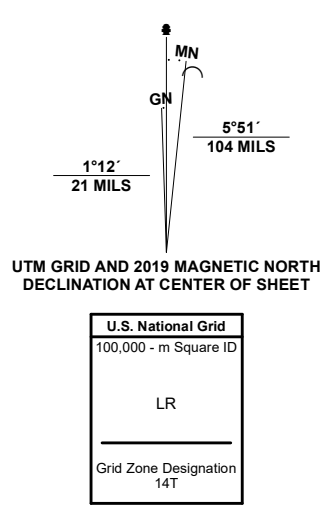 MN
GN
5°51´
104 MILS
1°12´
21 MILS
UTM GRID AND 2019 MAGNETIC NORTH
DECLINATION AT CENTER OF SHEET
U.S. National Grid
100,000 - m Square ID
LR
Grid Zone Designation
14T